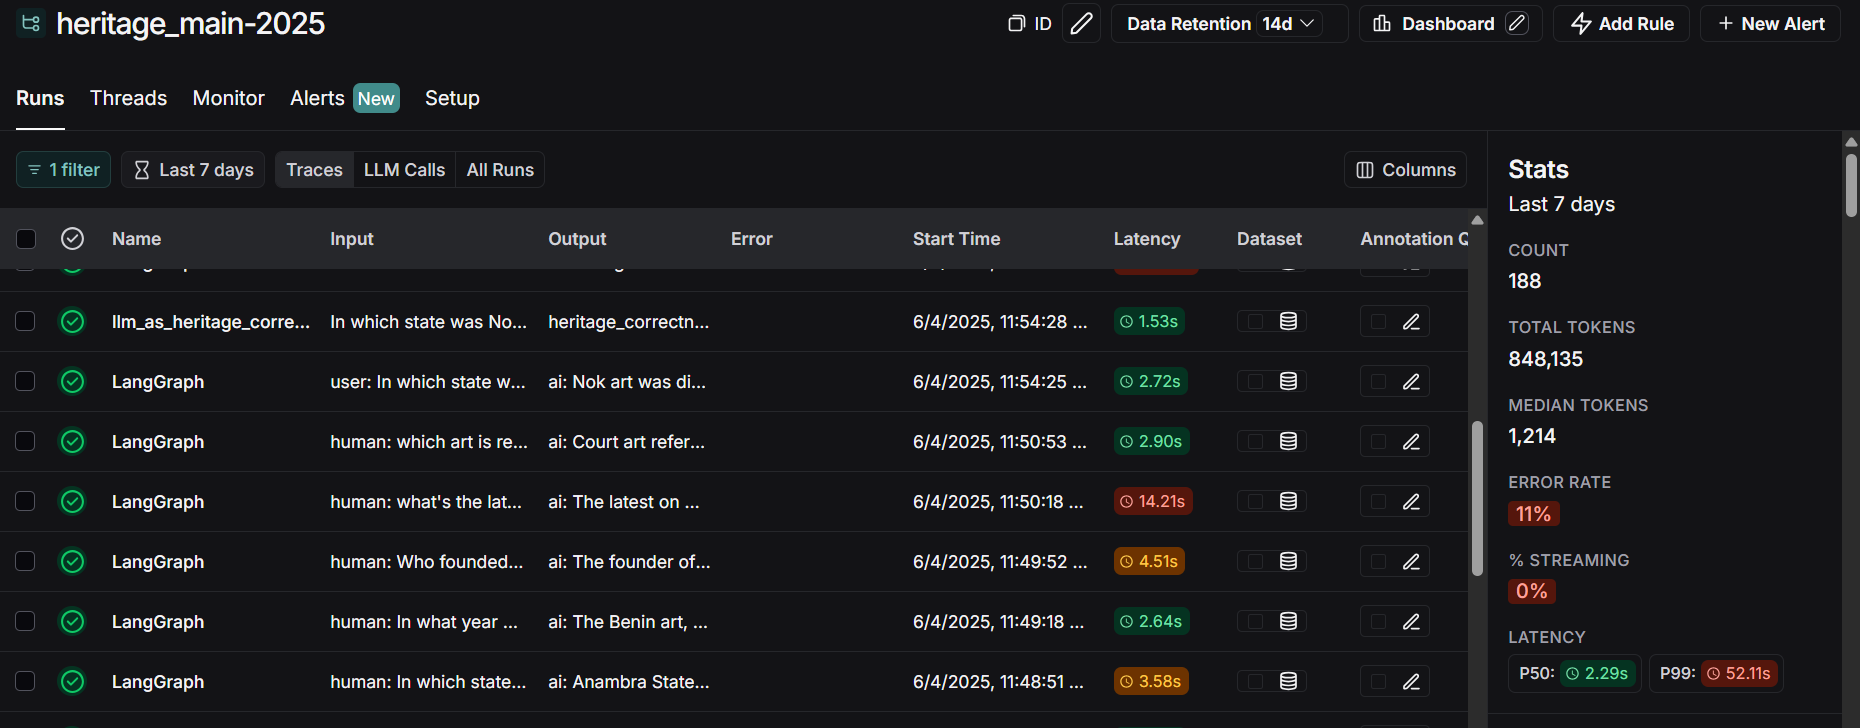 heritage_main-2025
ID
Data Retention 14d
Dashboard
Add Rule
+ New Alert
Runs Threads Monitor Alerts New Setup
1 filter
Last 7 days
Traces LLM Calls All Runs
Columns
Name Input Output Error Start Time Latency Dataset Annotation Q
llm_as_heritage_corre... In which state was No... heritage_correctn... 6/4/2025, 11:54:28 ... 1.53s
LangGraph user: In which state w... ai: Nok art was di... 6/4/2025, 11:54:25 ... 2.72s
LangGraph human: which art is re... ai: Court art refer... 6/4/2025, 11:50:53 ... 2.90s
LangGraph human: what's the lat... ai: The latest on ... 6/4/2025, 11:50:18 ... 14.21s
LangGraph human: Who founded... ai: The founder of... 6/4/2025, 11:49:52 ... 4.51s
LangGraph human: In what year ... ai: The Benin art, ... 6/4/2025, 11:49:18 ... 2.64s
LangGraph human: In which state... ai: Anambra State... 6/4/2025, 11:48:51 ... 3.58s
Stats
Last 7 days
COUNT
188
TOTAL TOKENS
848,135
MEDIAN TOKENS
1,214
ERROR RATE
11%
% STREAMING
0%
LATENCY
P50: 2.29s P99: 52.11s